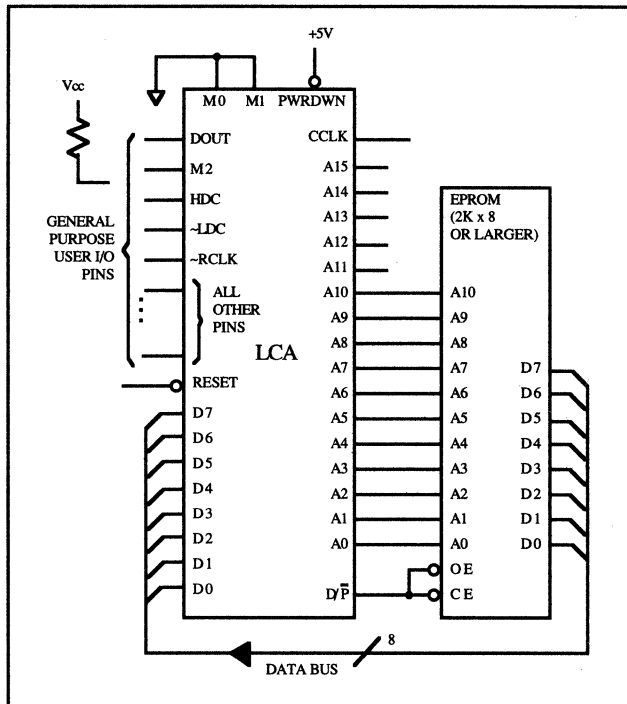 +5V
Vcc
M0 M1 PWRDWN
DOUT
M2
HDC
~LDC
~RCLK
GENERAL
PURPOSE
USER I/O
PINS
ALL
OTHER
PINS
LCA
RESET
D7
D6
D5
D4
D3
D2
D1
D0
CCLK
A15
A14
A13
A12
A11
A10
A9
A8
A7
A6
A5
A4
A3
A2
A1
A0
D/P̅
EPROM
(2K x 8
OR LARGER)
A10
A9
A8
A7
A6
A5
A4
A3
A2
A1
A0
OE
CE
D7
D6
D5
D4
D3
D2
D1
D0
8
DATA BUS